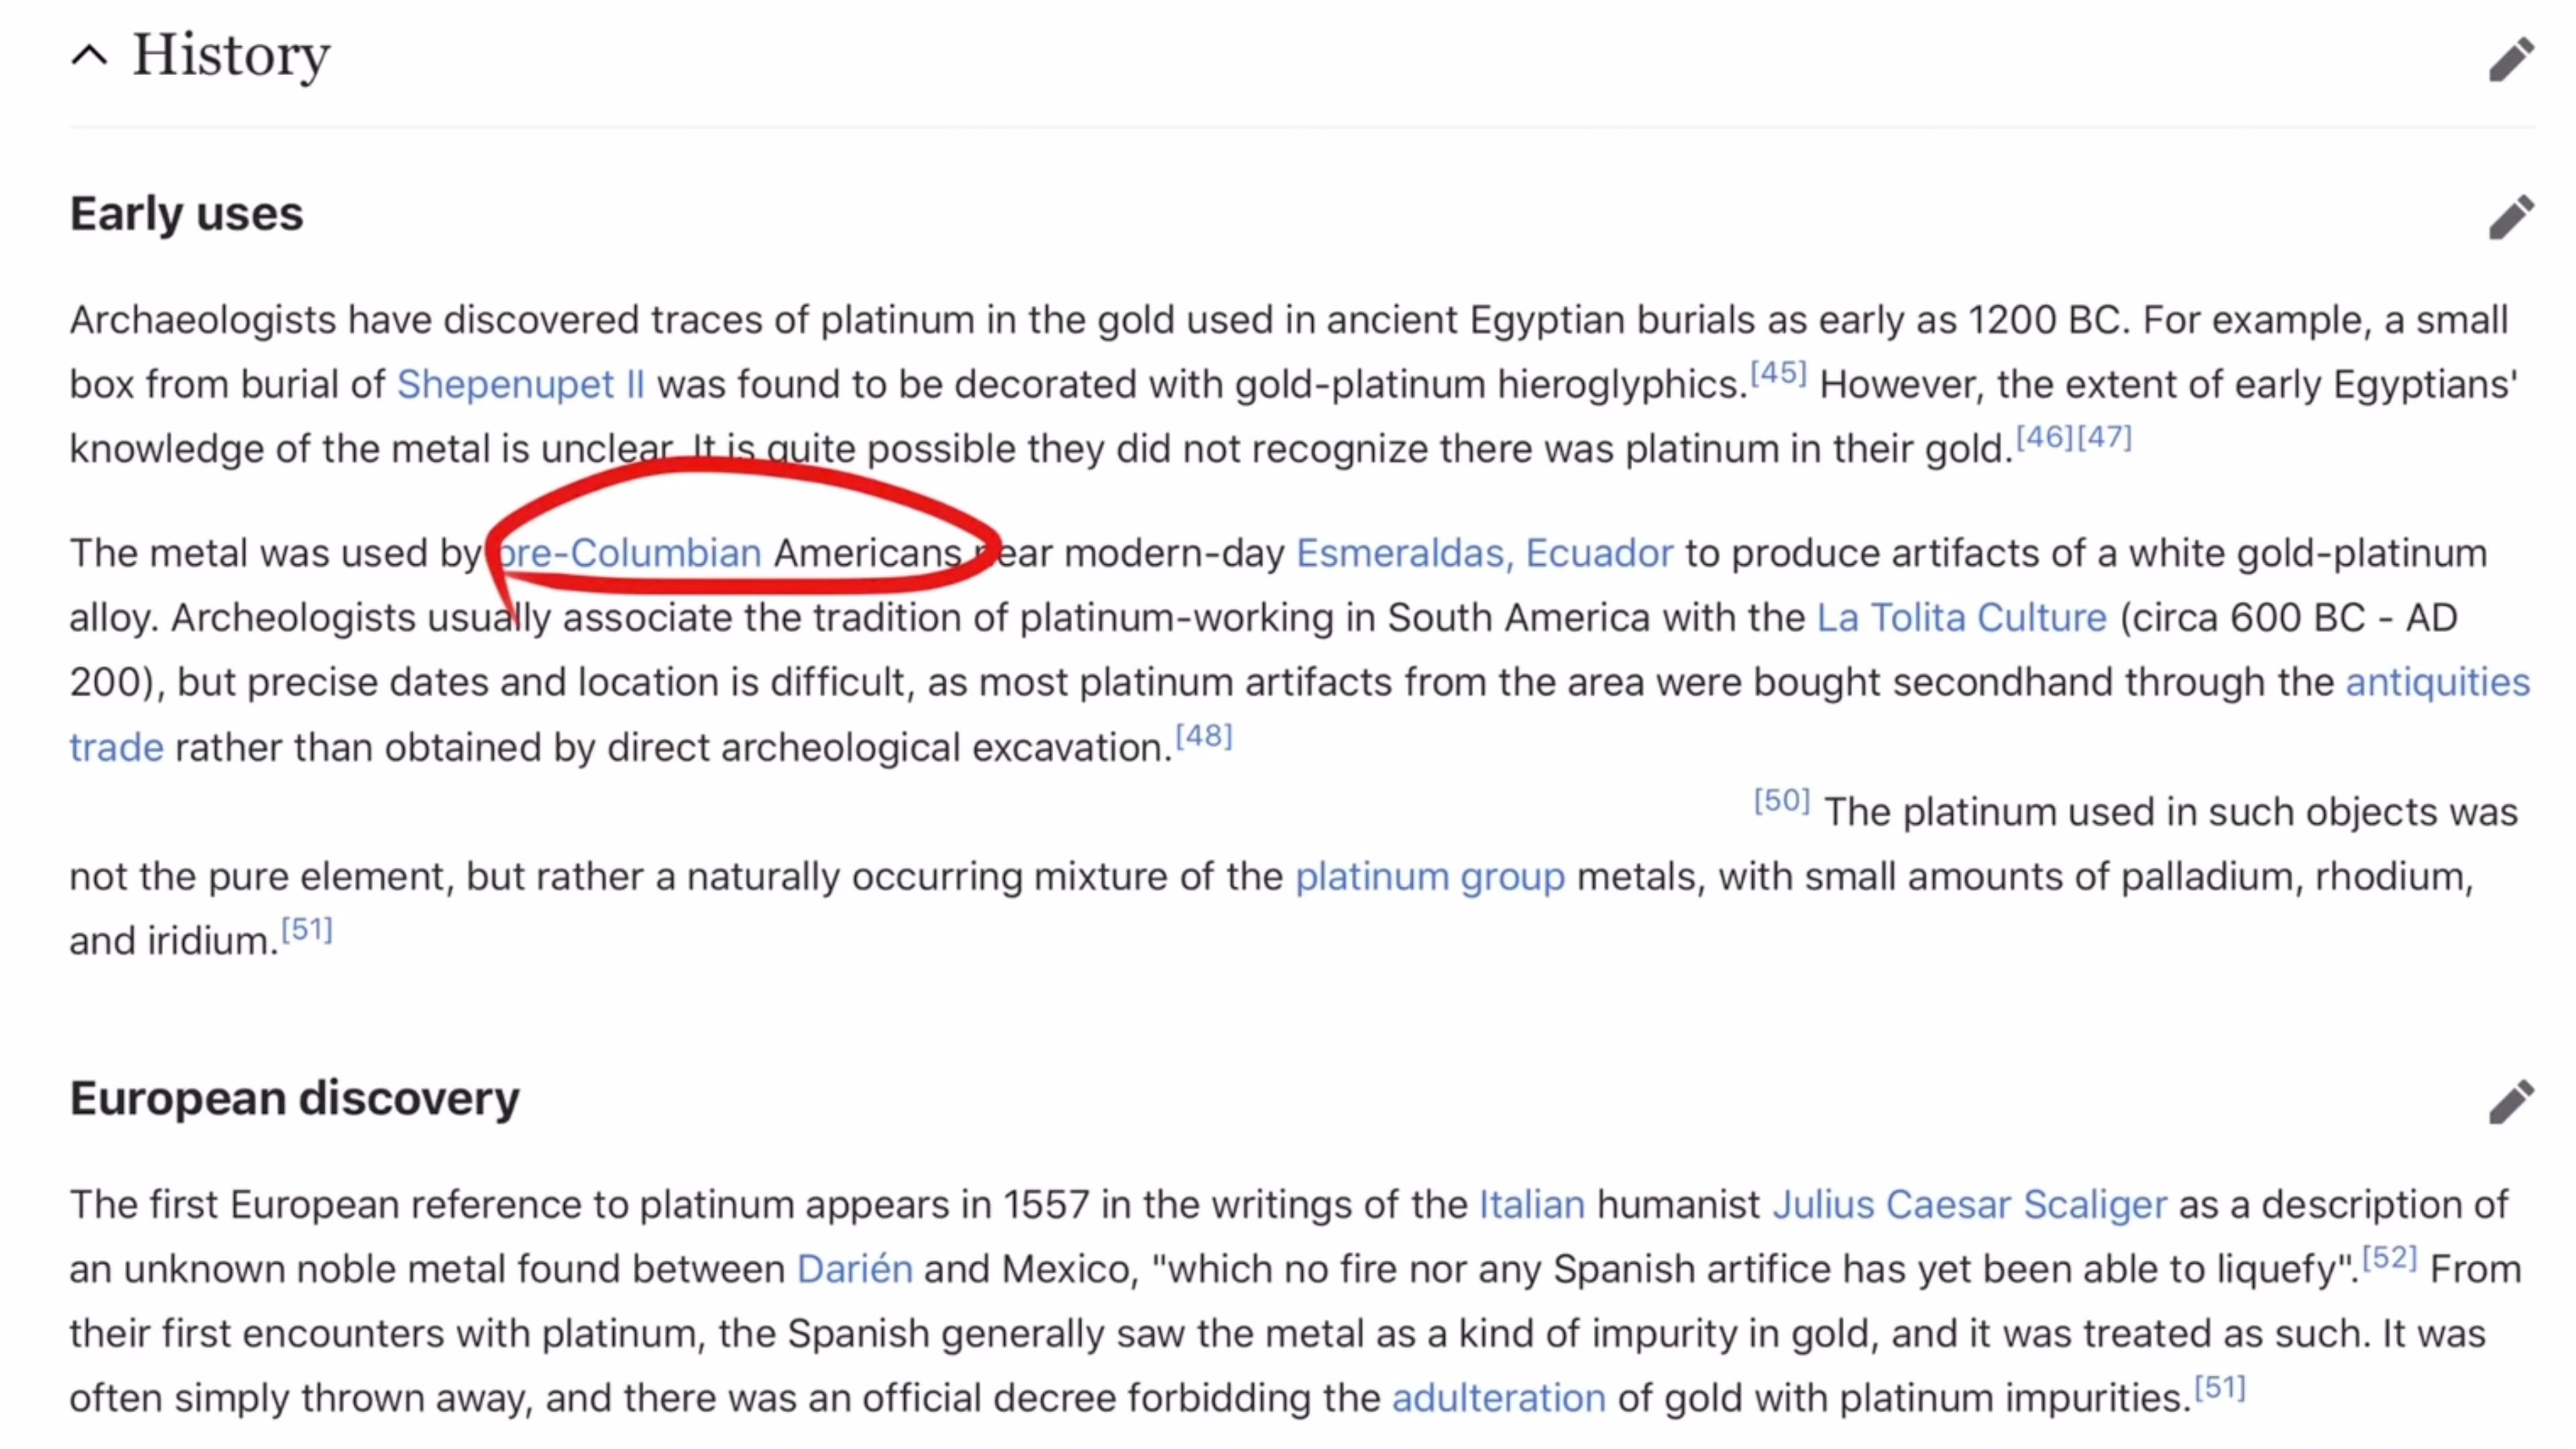 History
Early uses
Archaeologists have discovered traces of platinum in the gold used in ancient Egyptian burials as early as 1200 BC. For example, a small
box from burial of Shepenupet II was found to be decorated with gold-platinum hieroglyphics.[45] However, the extent of early Egyptians'
knowledge of the metal is unclear. It is quite possible they did not recognize there was platinum in their gold.[46][47]
The metal was used by pre-Columbian Americans near modern-day Esmeraldas, Ecuador to produce artifacts of a white gold-platinum
alloy. Archeologists usually associate the tradition of platinum-working in South America with the La Tolita Culture (circa 600 BC - AD
200), but precise dates and location is difficult, as most platinum artifacts from the area were bought secondhand through the antiquities
trade rather than obtained by direct archeological excavation.[48]
[50] The platinum used in such objects was
not the pure element, but rather a naturally occurring mixture of the platinum group metals, with small amounts of palladium, rhodium,
and iridium.[51]
European discovery
The first European reference to platinum appears in 1557 in the writings of the Italian humanist Julius Caesar Scaliger as a description of
an unknown noble metal found between Darién and Mexico, "which no fire nor any Spanish artifice has yet been able to liquefy".[52] From
their first encounters with platinum, the Spanish generally saw the metal as a kind of impurity in gold, and it was treated as such. It was
often simply thrown away, and there was an official decree forbidding the adulteration of gold with platinum impurities.[51]